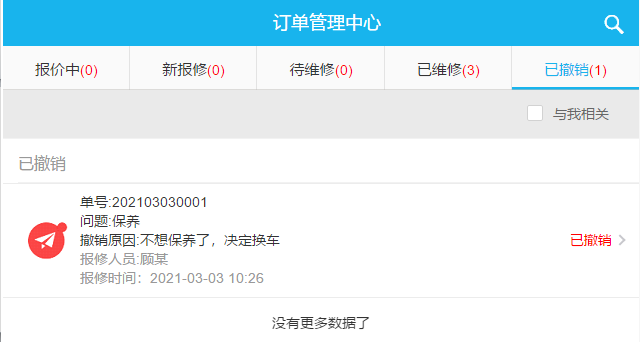 订单管理中心
报价中(0) 新报修(0) 待维修(0) 已维修(3) 已撤销(1)
与我相关
已撤销
单号:202103030001
问题:保养
撤销原因:不想保养了，决定换车
已撤销
报修人员:顾某
报修时间：2021-03-03 10:26
没有更多数据了